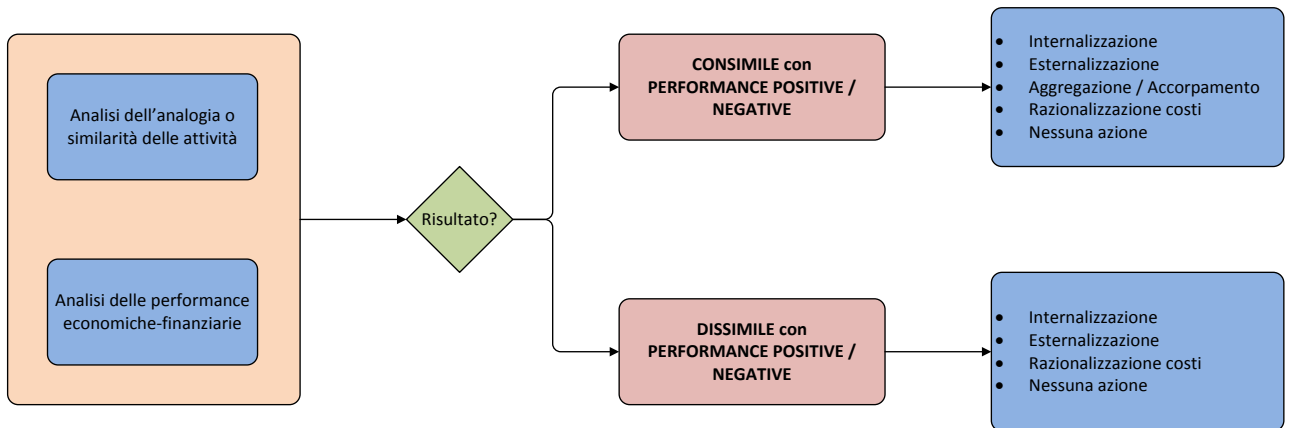 Analisi dell'analogia o
similarità delle attività
Analisi delle performance
economiche-finanziarie
Risultato?
CONSIMILE con
PERFORMANCE POSITIVE /
NEGATIVE
• Internalizzazione
• Esternalizzazione
• Aggregazione / Accorpamento
• Razionalizzazione costi
• Nessuna azione
DISSIMILE con
PERFORMANCE POSITIVE /
NEGATIVE
• Internalizzazione
• Esternalizzazione
• Razionalizzazione costi
• Nessuna azione